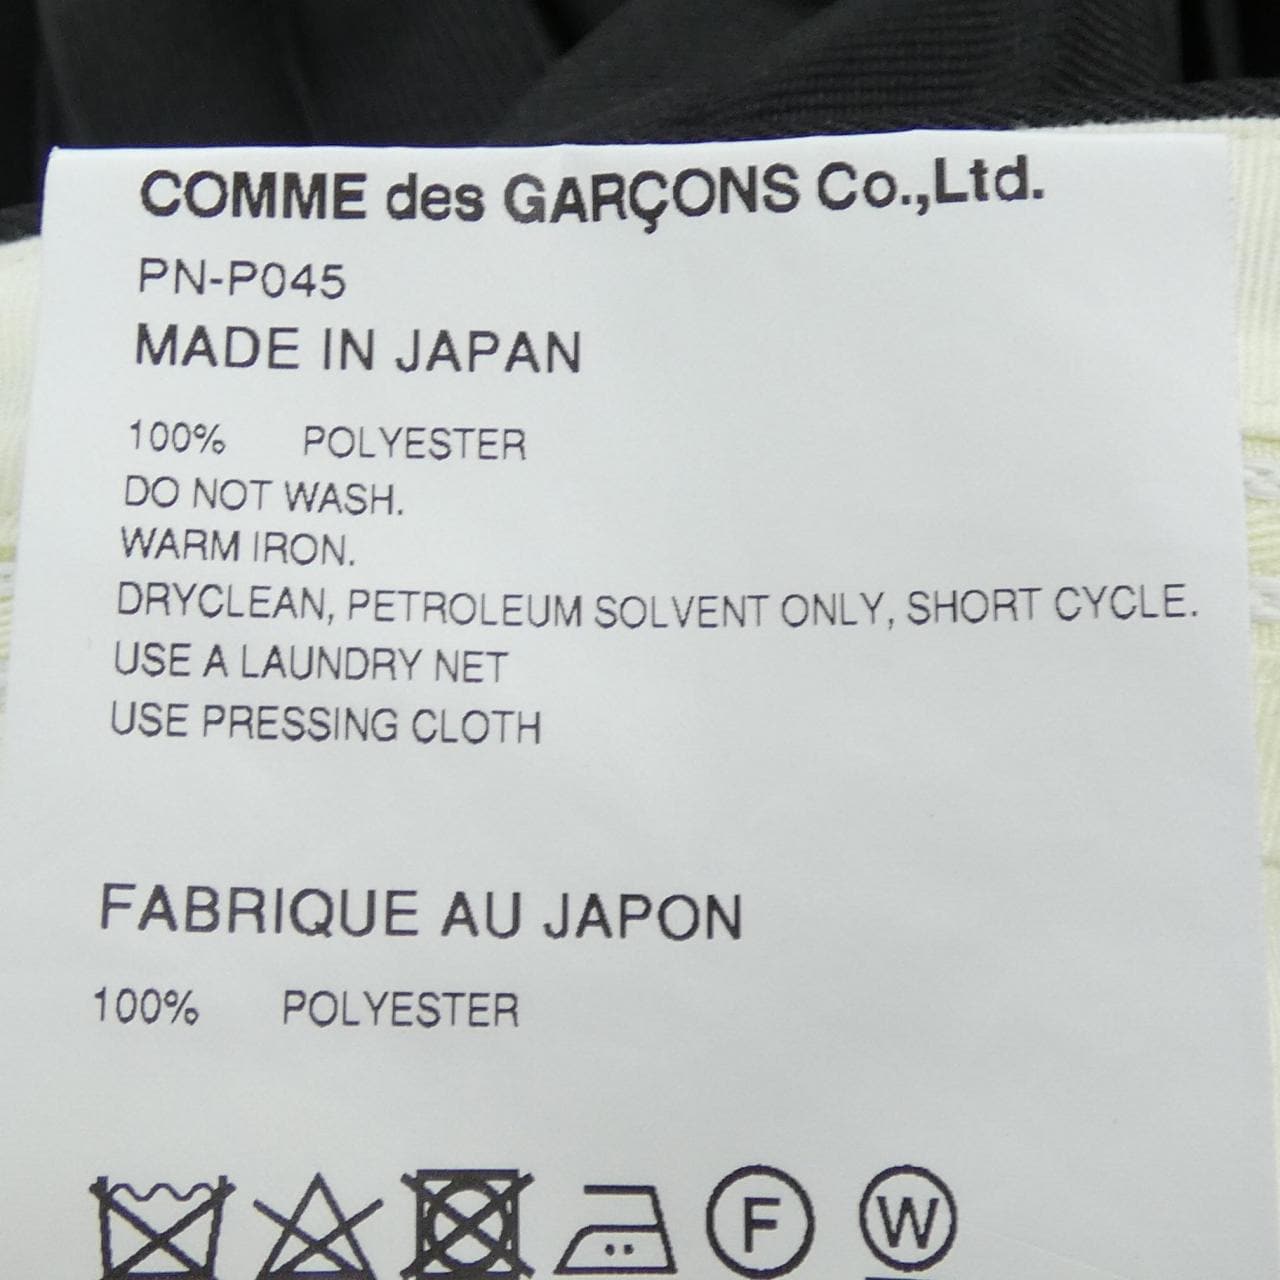 COMME des GARÇONS Co.,Ltd.
PN-P045
MADE IN JAPAN
100% POLYESTER
DO NOT WASH.
WARM IRON.
DRYCLEAN, PETROLEUM SOLVENT ONLY, SHORT CYCLE.
USE A LAUNDRY NET
USE PRESSING CLOTH
FABRIQUE AU JAPON
100% POLYESTER
F W